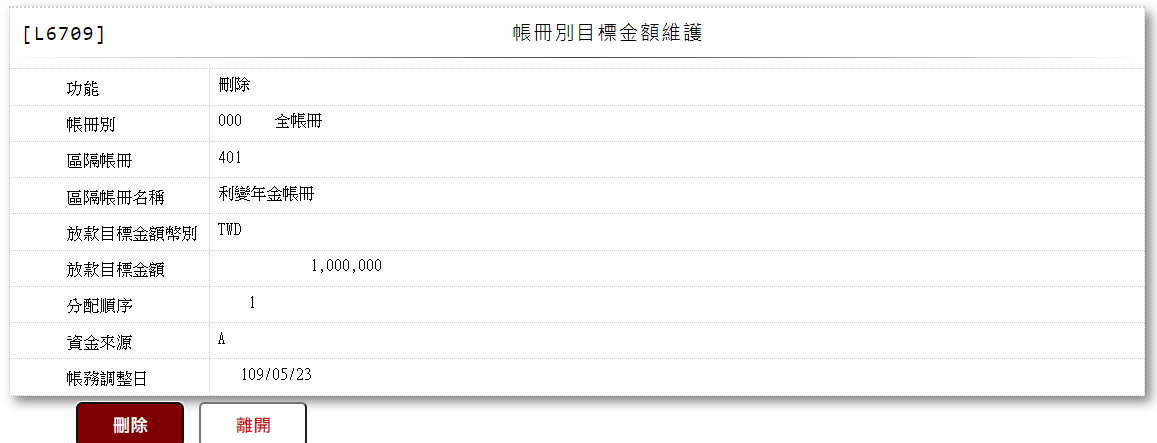 [L6709] 帳冊別目標金額維護
功能 刪除
帳冊別 000 全帳冊
區隔帳冊 401
區隔帳冊名稱 利變年金帳冊
放款目標金額幣別 TWD
放款目標金額 1,000,000
分配順序 1
資金來源 A
帳務調整日 109/05/23
刪除 離開